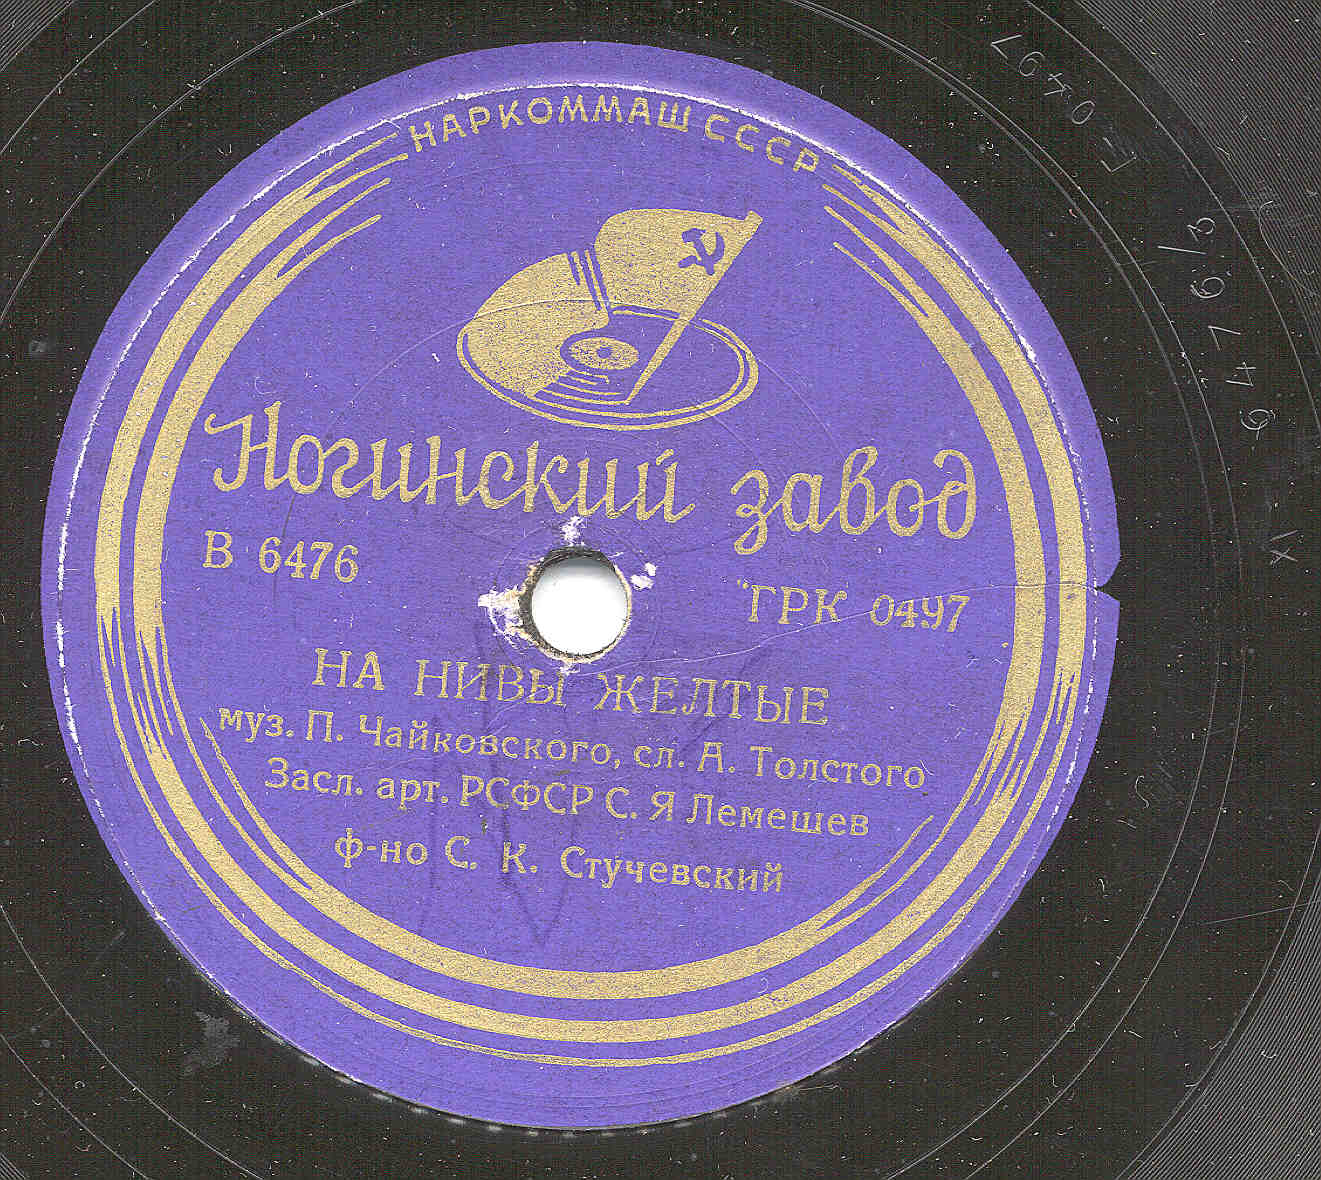 НАРКОММАШ СССР
Ногинский завод
В 6476
ГРК 0497
НА НИВЫ ЖЕЛТЫЕ
муз. П. Чайковского, сл. А. Толстого
Засл. арт. РСФСР С. Я Лемешев
ф-но С. К. Стучевский
Г 0497